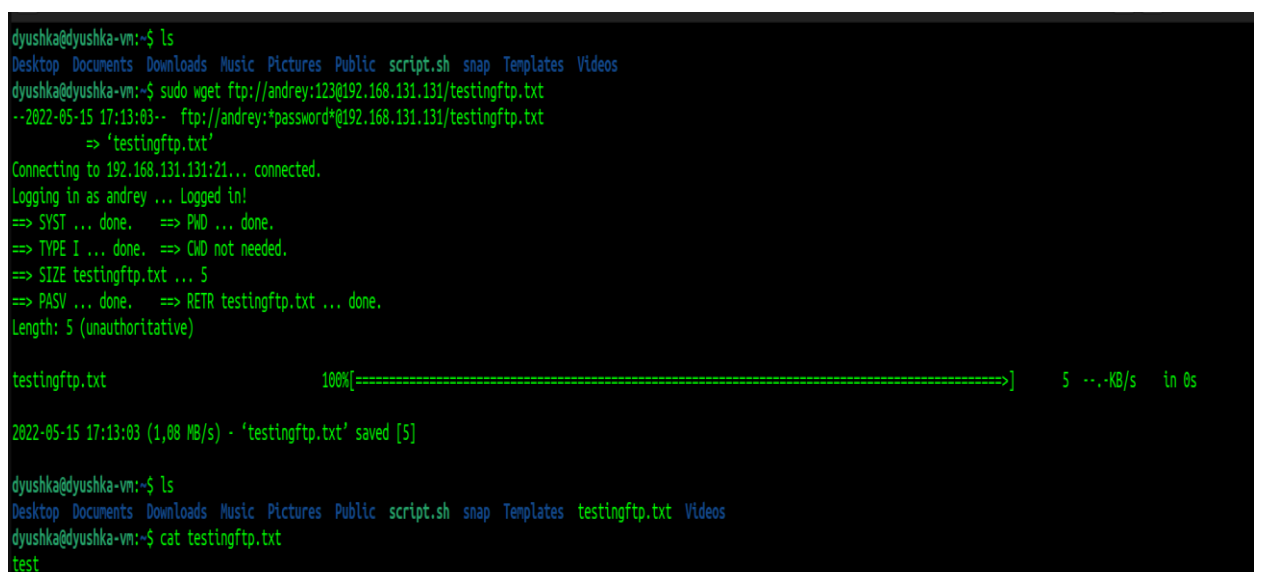 dyushka@dyushka-vm:~$ ls
Desktop Documents Downloads Music Pictures Public script.sh snap Templates Videos
dyushka@dyushka-vm:~$ sudo wget ftp://andrey:123@192.168.131.131/testingftp.txt
--2022-05-15 17:13:03-- ftp://andrey:*password*@192.168.131.131/testingftp.txt
=> ‘testingftp.txt’
Connecting to 192.168.131.131:21... connected.
Logging in as andrey ... Logged in!
==> SYST ... done. ==> PWD ... done.
==> TYPE I ... done. ==> CWD not needed.
==> SIZE testingftp.txt ... 5
==> PASV ... done. ==> RETR testingftp.txt ... done.
Length: 5 (unauthoritative)
testingftp.txt 100%[==================================================================================================>] 5 --.-KB/s in 0s
2022-05-15 17:13:03 (1,08 MB/s) - ‘testingftp.txt’ saved [5]
dyushka@dyushka-vm:~$ ls
Desktop Documents Downloads Music Pictures Public script.sh snap Templates testingftp.txt Videos
dyushka@dyushka-vm:~$ cat testingftp.txt
test